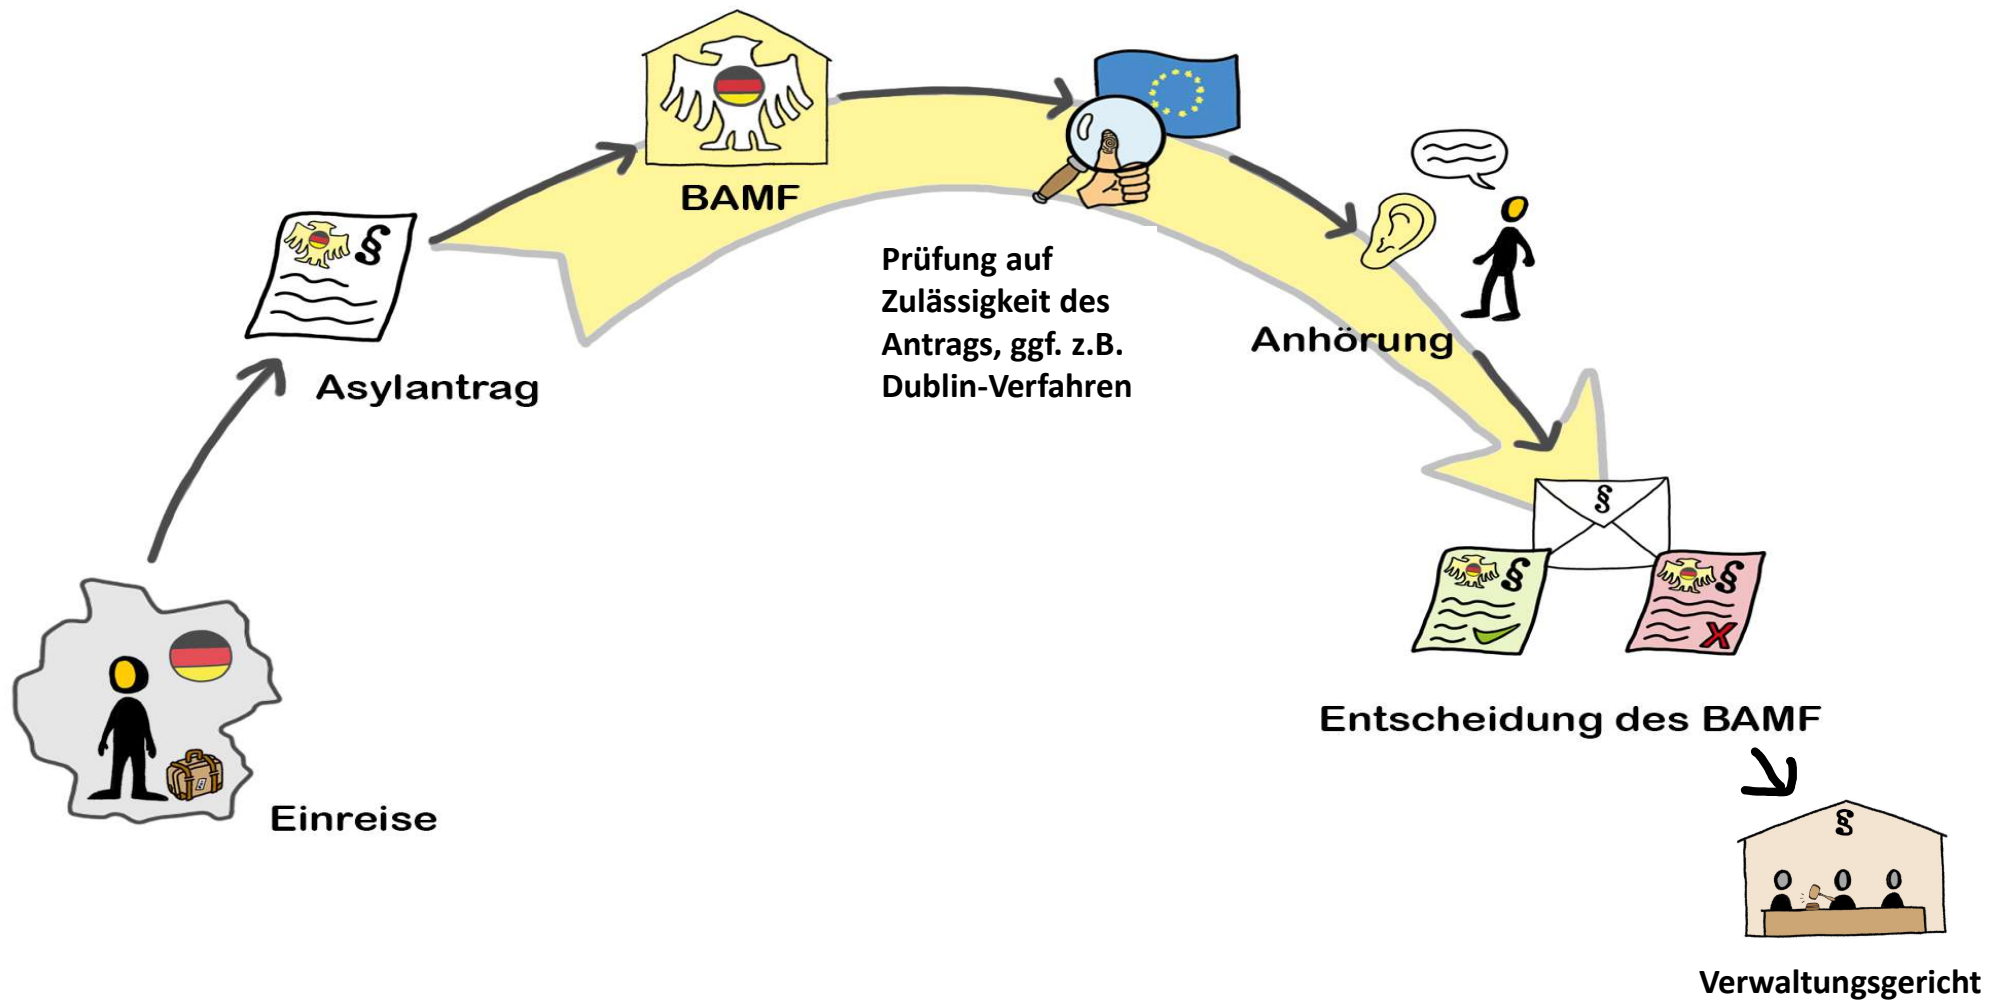 BAMF
§
Asylantrag
Prüfung auf
Zulässigkeit des
Antrags, ggf. z.B.
Dublin-Verfahren
Anhörung
§
§
§
Entscheidung des BAMF
Einreise
§
Verwaltungsgericht